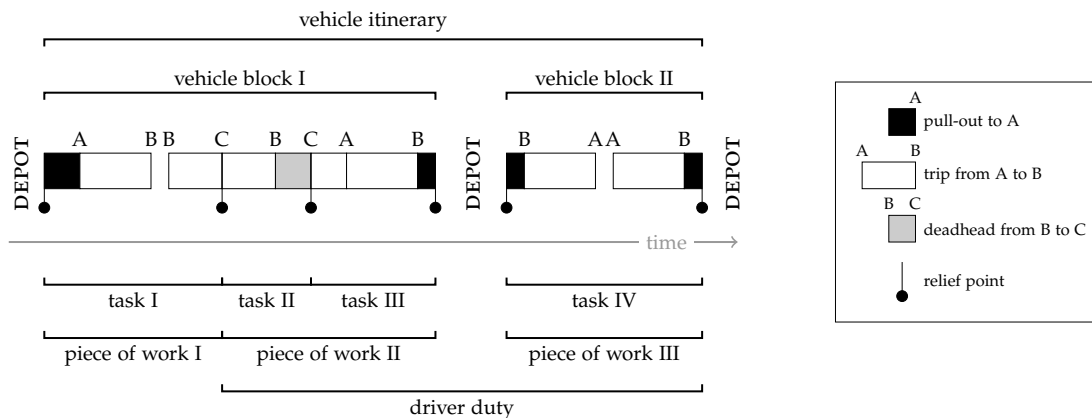 vehicle itinerary
vehicle block I
vehicle block II
DEPOT
A
B B
C
B
C
A
B
DEPOT
B
A A
B
DEPOT
time
task I
task II
task III
task IV
piece of work I
piece of work II
piece of work III
driver duty
A
pull-out to A
A
B
trip from A to B
B
C
deadhead from B to C
relief point